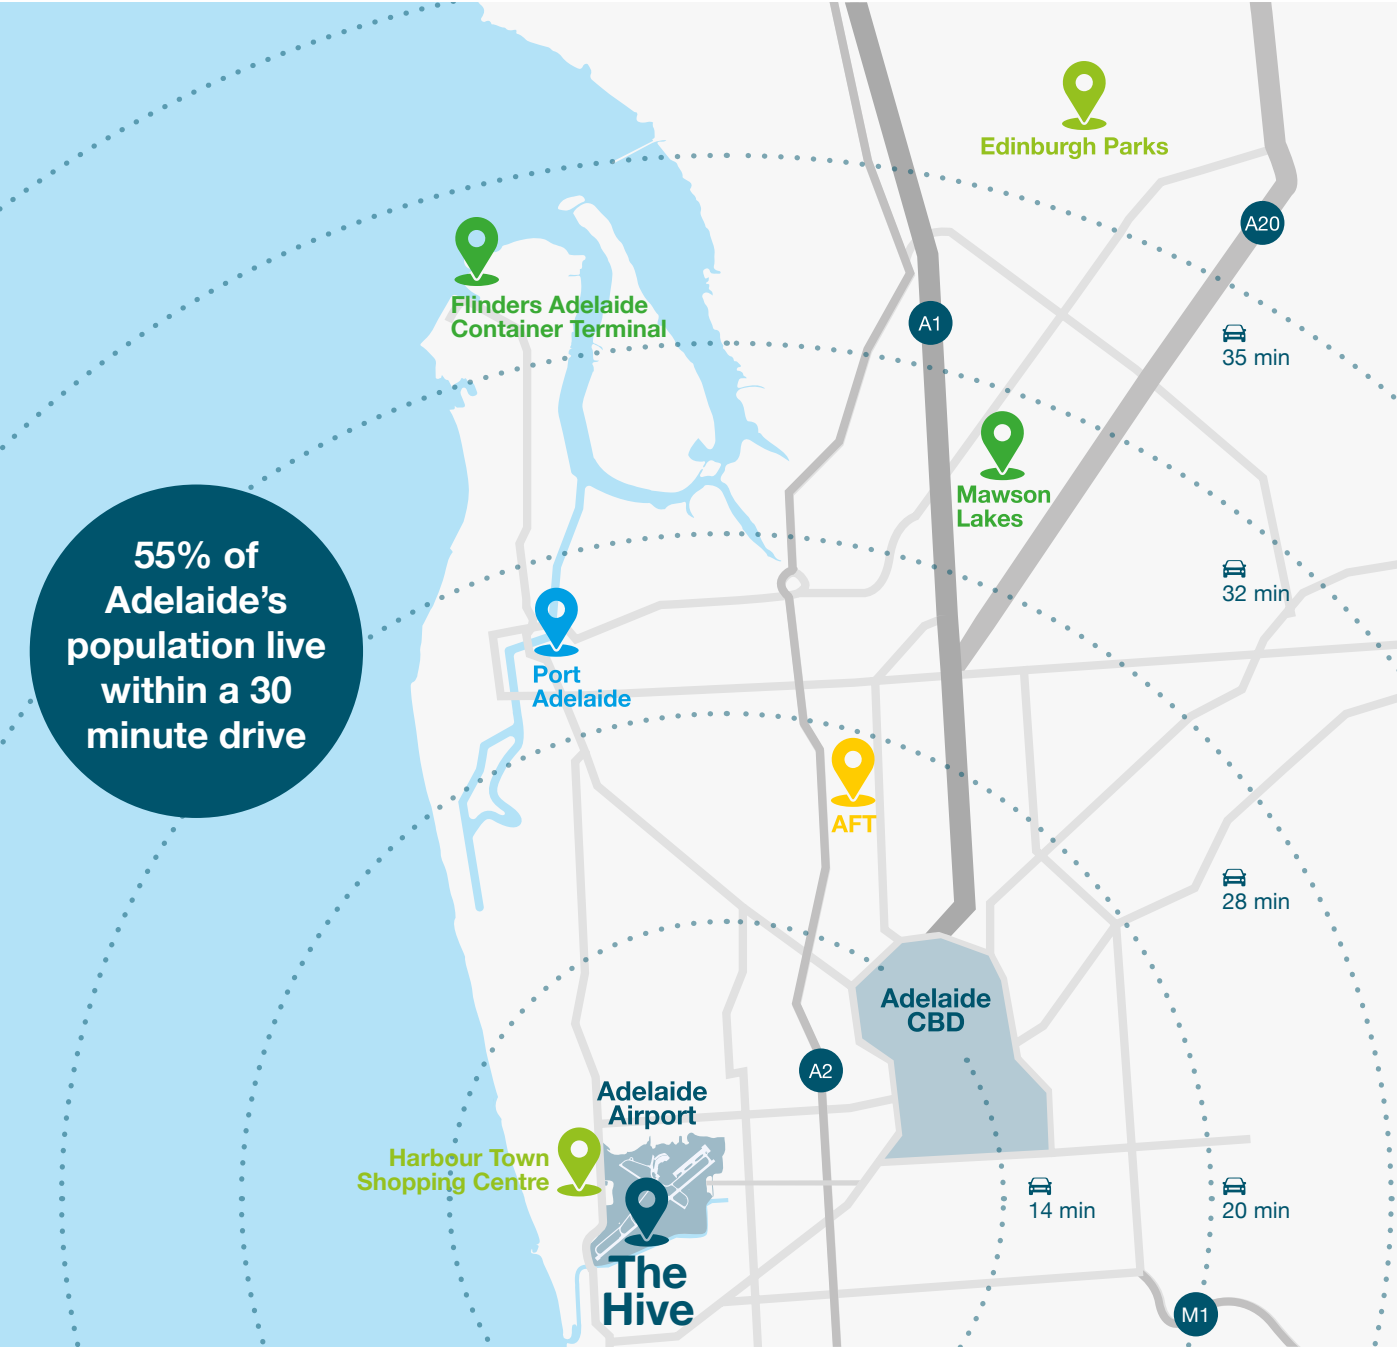 Edinburgh Parks
A20
Flinders Adelaide
Container Terminal
A1
35 min
Mawson
Lakes
55% of
Adelaide’s
population live
within a 30
minute drive
32 min
Port
Adelaide
AFT
28 min
Adelaide
CBD
A2
Adelaide
Airport
Harbour Town
Shopping Centre
14 min
20 min
The
Hive
M1